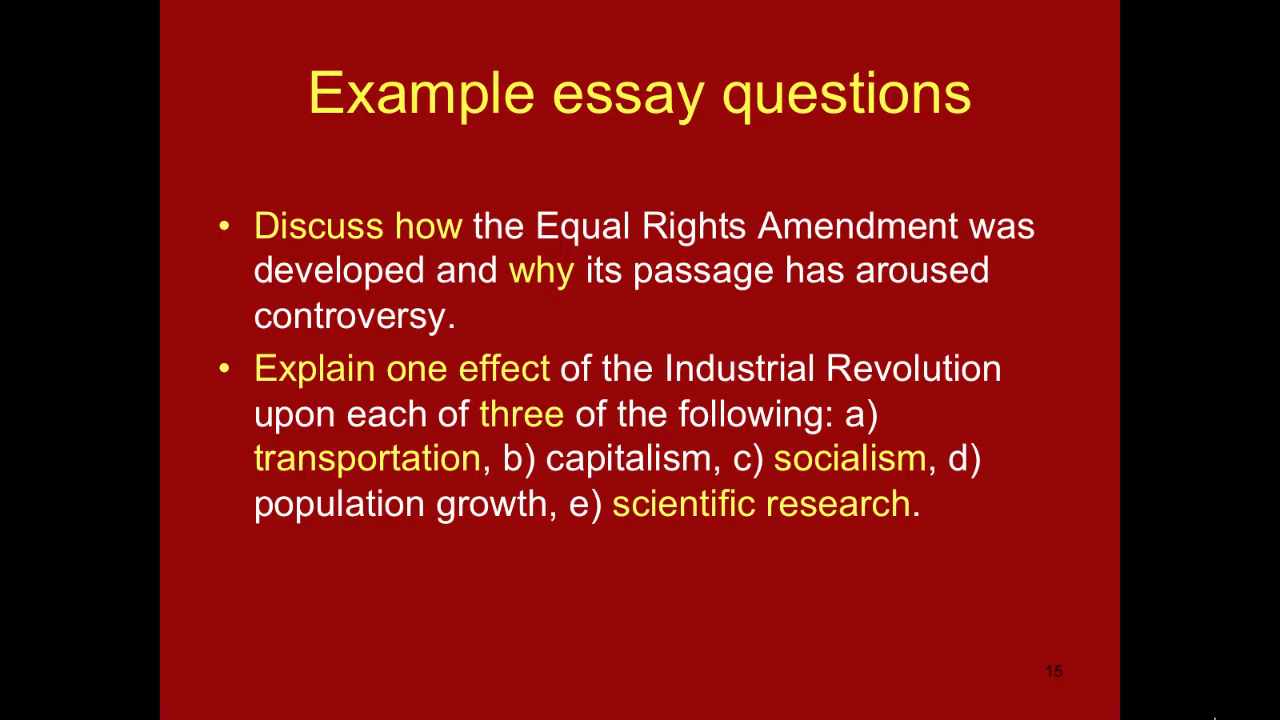 Example essay questions
• Discuss how the Equal Rights Amendment was
developed and why its passage has aroused
controversy.
• Explain one effect of the Industrial Revolution
upon each of three of the following: a)
transportation, b) capitalism, c) socialism, d)
population growth, e) scientific research.
15